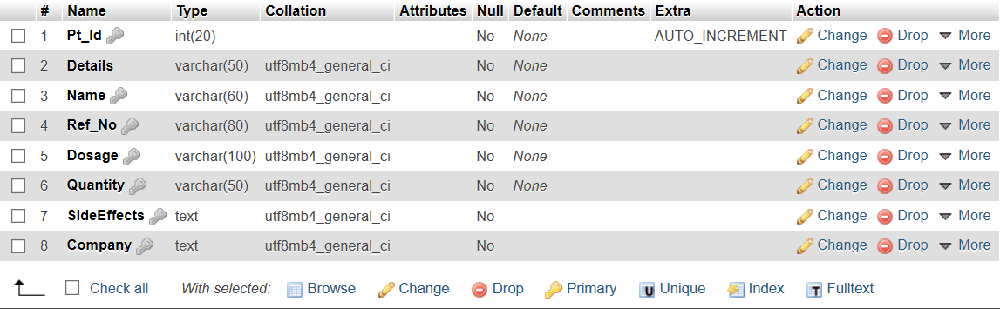 # Name Type Collation Attributes Null Default Comments Extra Action
1 Pt_Id int(20) No None AUTO_INCREMENT Change Drop More
2 Details varchar(50) utf8mb4_general_ci No None Change Drop More
3 Name varchar(60) utf8mb4_general_ci No None Change Drop More
4 Ref_No varchar(80) utf8mb4_general_ci No None Change Drop More
5 Dosage varchar(100) utf8mb4_general_ci No None Change Drop More
6 Quantity varchar(50) utf8mb4_general_ci No None Change Drop More
7 SideEffects text utf8mb4_general_ci No Change Drop More
8 Company text utf8mb4_general_ci No Change Drop More
Check all With selected: Browse Change Drop Primary U Unique Index T Fulltext